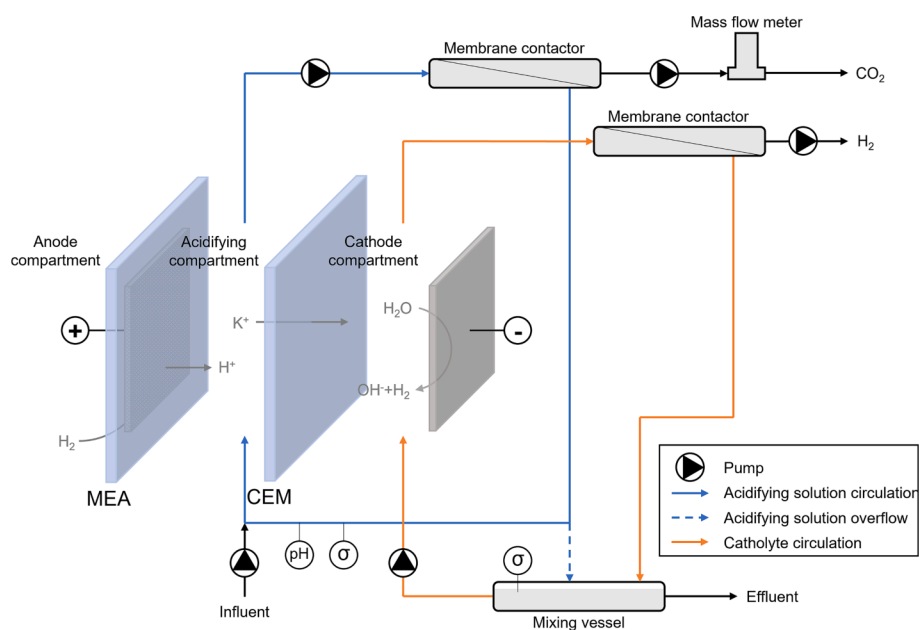 Mass flow meter
Membrane contactor
CO₂
Membrane contactor
H₂
Anode
compartment
Acidifying
compartment
Cathode
compartment
+
K⁺
H₂O
-
H⁺
OH⁻+H₂
H₂
MEA
CEM
Pump
Acidifying solution circulation
Acidifying solution overflow
Catholyte circulation
pH
σ
σ
Influent
Effluent
Mixing vessel